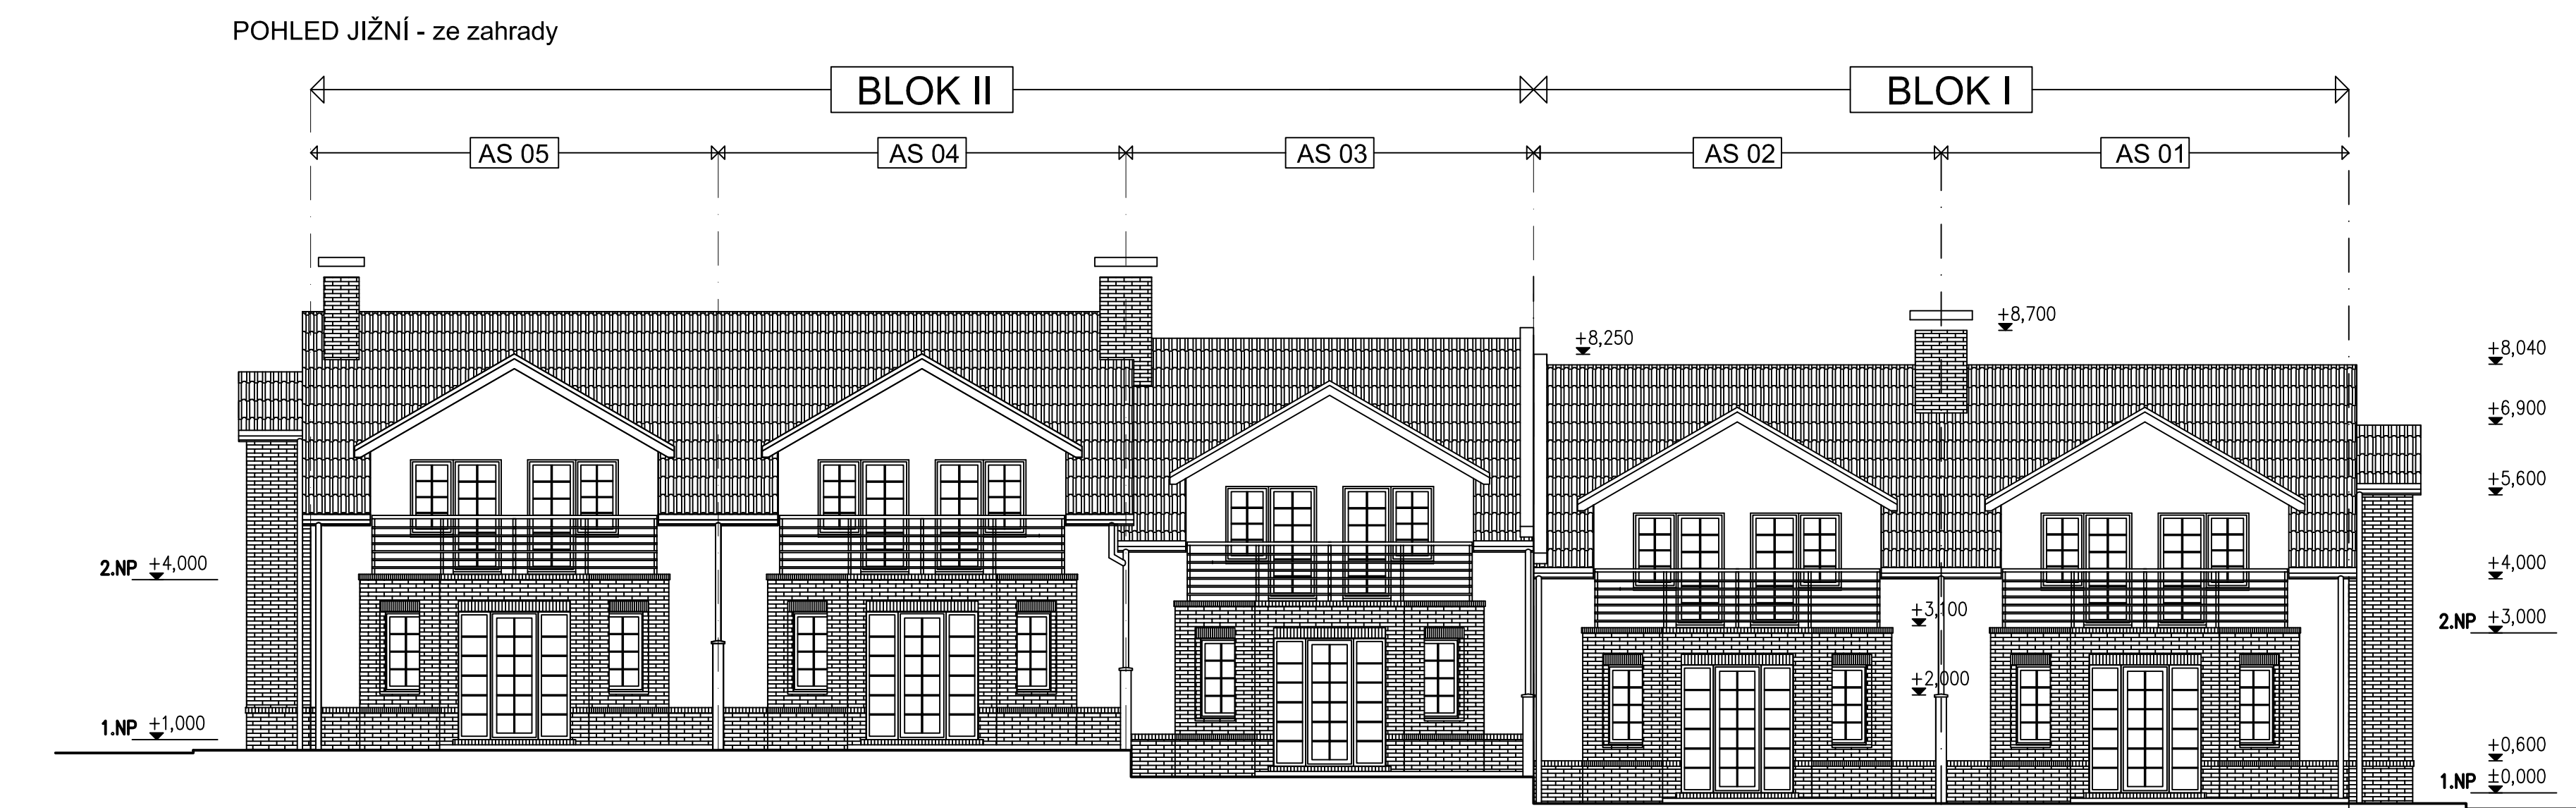 POHLED JIŽNÍ - ze zahrady
BLOK II
BLOK I
AS 05
AS 04
AS 03
AS 02
AS 01
+8,700
+8,250
+8,040
+6,900
+5,600
2.NP +4,000
+4,000
+3,100
2.NP +3,000
+2,000
1.NP +1,000
+0,600
1.NP ±0,000